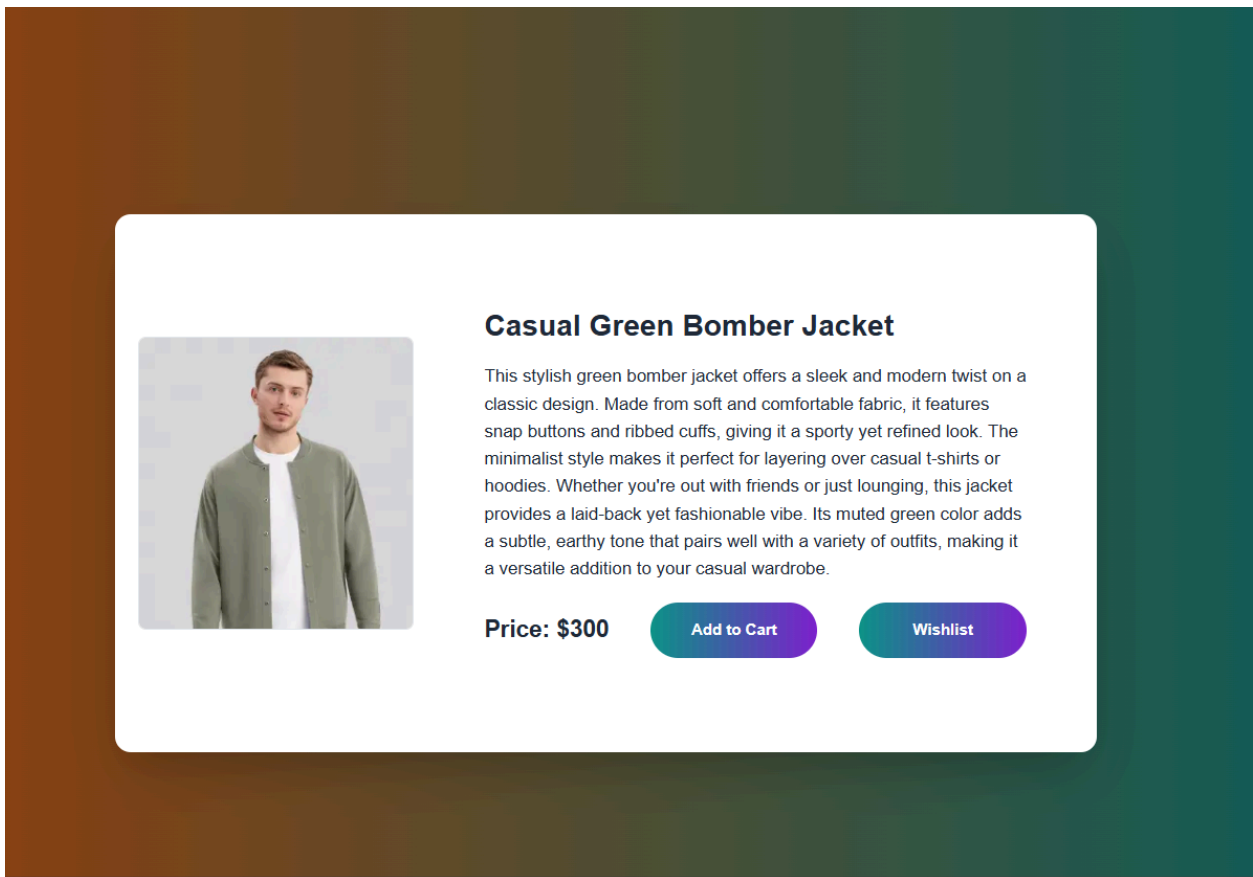 Casual Green Bomber Jacket
This stylish green bomber jacket offers a sleek and modern twist on a
classic design. Made from soft and comfortable fabric, it features
snap buttons and ribbed cuffs, giving it a sporty yet refined look. The
minimalist style makes it perfect for layering over casual t-shirts or
hoodies. Whether you're out with friends or just lounging, this jacket
provides a laid-back yet fashionable vibe. Its muted green color adds
a subtle, earthy tone that pairs well with a variety of outfits, making it
a versatile addition to your casual wardrobe.
Price: $300
Add to Cart
Wishlist